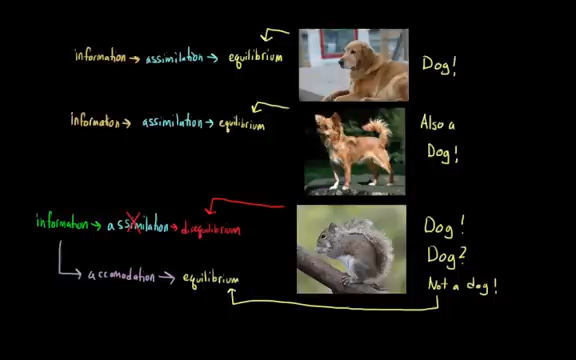 information → assimilation → equilibrium
Dog!
information → assimilation → equilibrium
Also a
Dog!
information → assimilation → disequilibrium
Dog!
Dog?
accomodation → equilibrium
Not a dog!